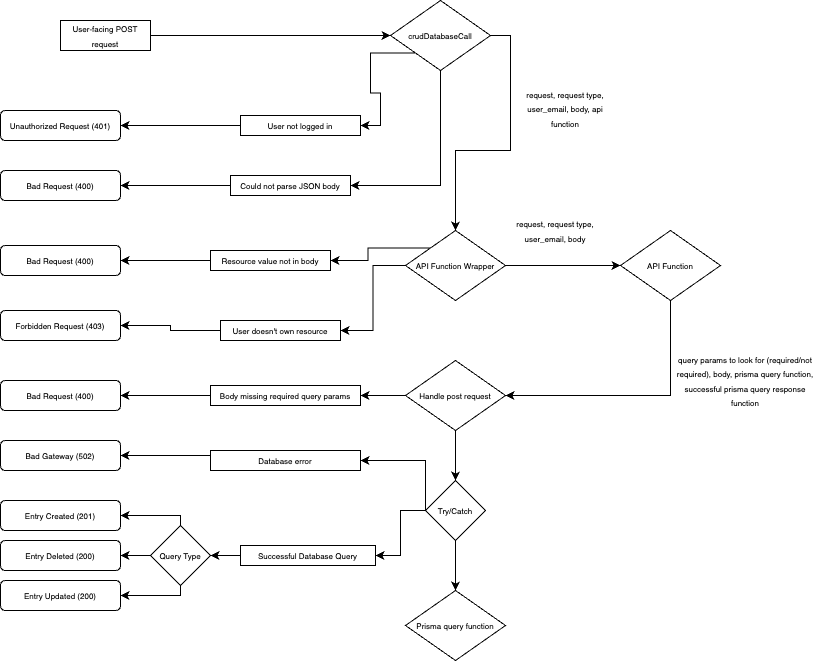 User-facing POST
request
crudDatabaseCall
request, request type,
user_email, body, api
function
Unauthorized Request (401)
User not logged in
Bad Request (400)
Could not parse JSON body
request, request type,
user_email, body
Bad Request (400)
Resource value not in body
API Function Wrapper
API Function
Forbidden Request (403)
User doesn't own resource
query params to look for (required/not
required), body, prisma query function,
successful prisma query response
function
Bad Request (400)
Body missing required query params
Handle post request
Bad Gateway (502)
Database error
Try/Catch
Entry Created (201)
Entry Deleted (200)
Query Type
Successful Database Query
Entry Updated (200)
Prisma query function